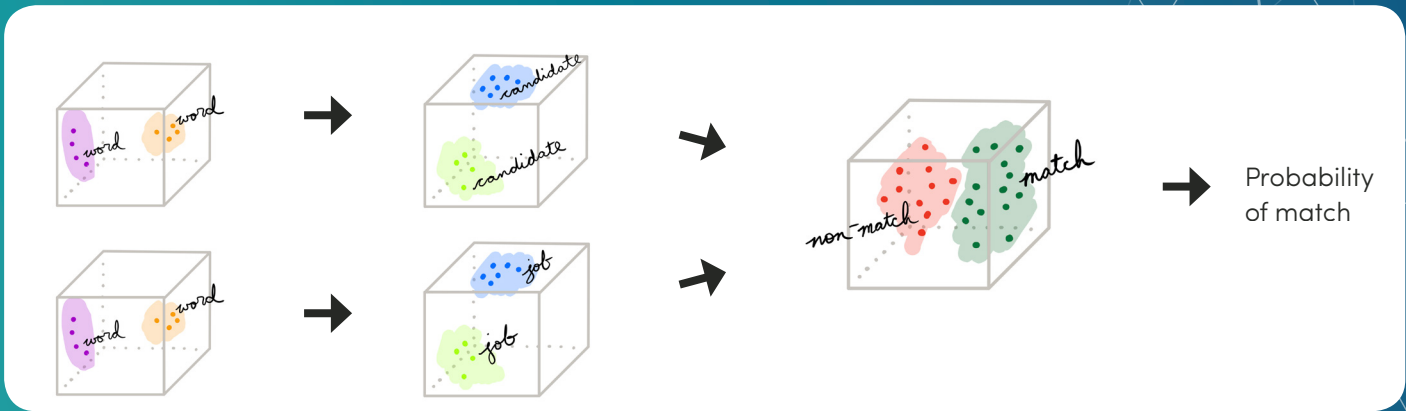 word
word
candidate
candidate
word
word
job
job
non-match
match
Probability
of match